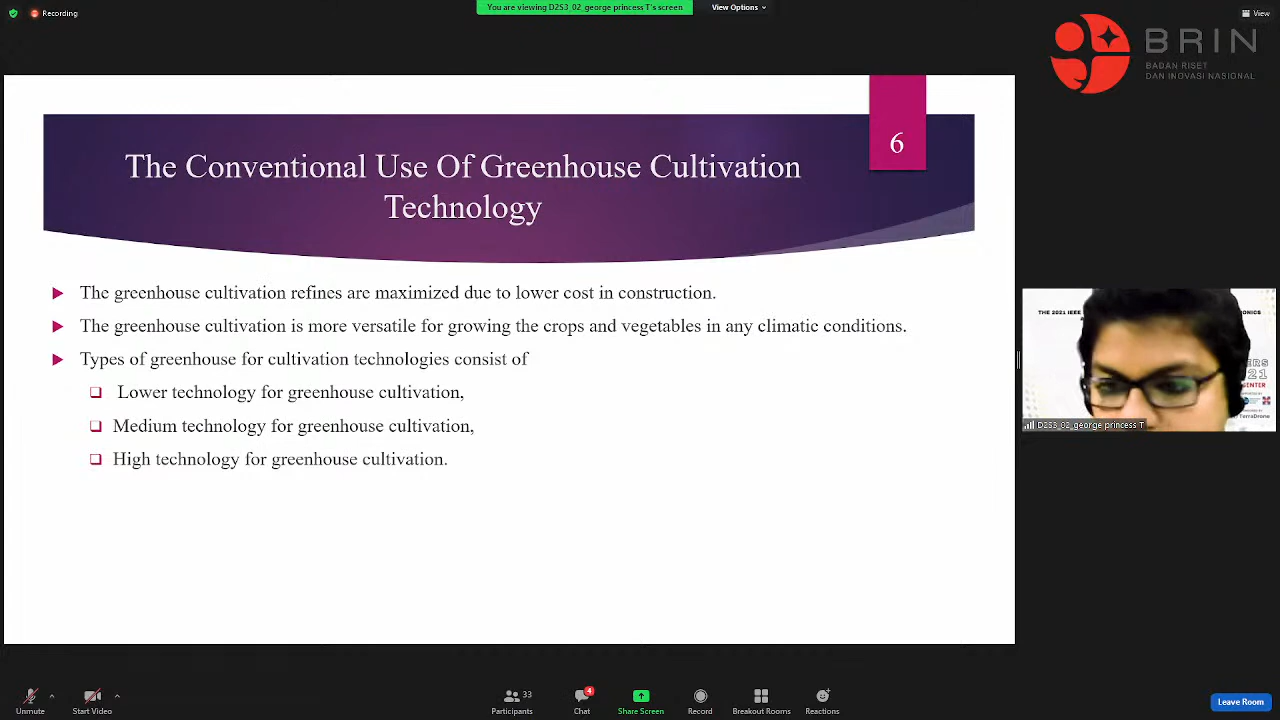 Recording
You are viewing D2S3_02_george princess T's screen
View Options
View
BRIN
BADAN RISET
DAN INOVASI NASIONAL
6
The Conventional Use Of Greenhouse Cultivation
Technology
The greenhouse cultivation refines are maximized due to lower cost in construction.
The greenhouse cultivation is more versatile for growing the crops and vegetables in any climatic conditions.
Types of greenhouse for cultivation technologies consist of
Lower technology for greenhouse cultivation,
Medium technology for greenhouse cultivation,
High technology for greenhouse cultivation.
THE 2021 IEEE
D2S3_02_george princess T
TerraDrone
Unmute
Start Video
Participants
33
Chat
4
Share Screen
Record
Breakout Rooms
Reactions
Leave Room